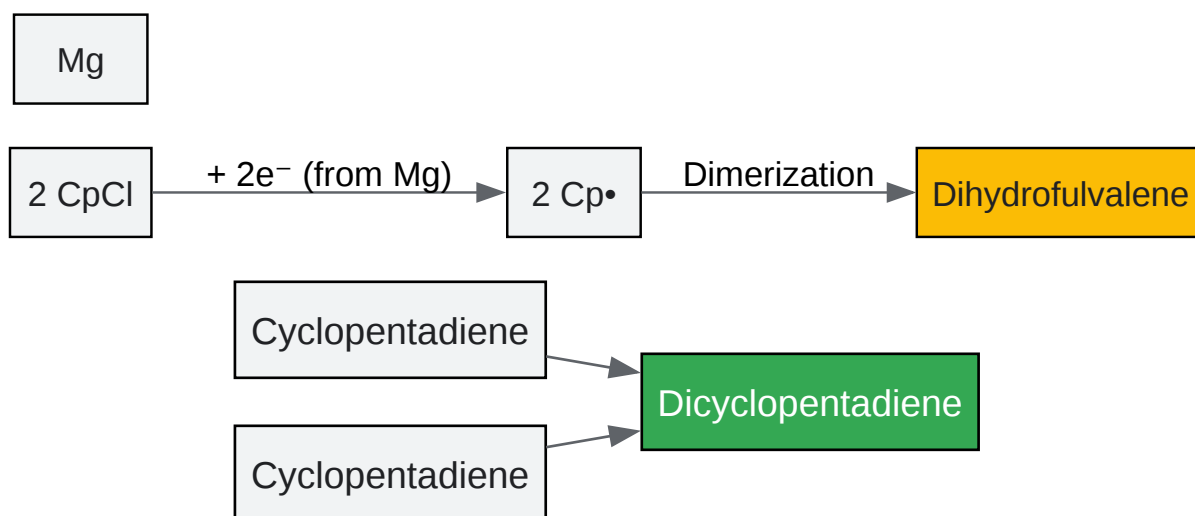 Mg
2 CpCl
+ 2e⁻ (from Mg)
2 Cp•
Dimerization
Dihydrofulvalene
Cyclopentadiene
Dicyclopentadiene
Cyclopentadiene